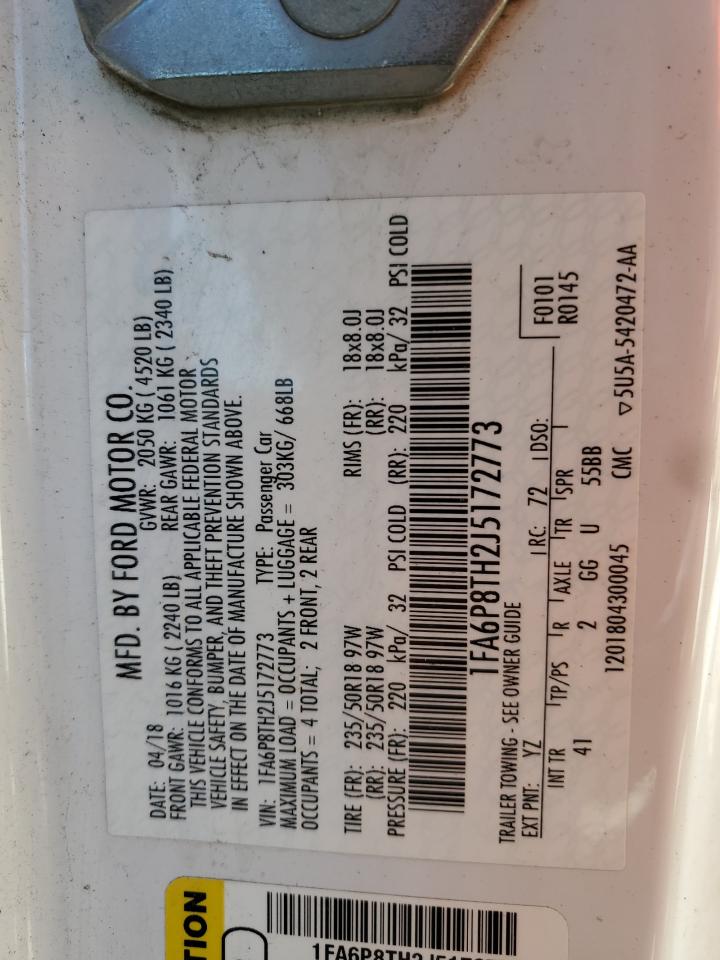 MFD. BY FORD MOTOR CO.
DATE: 04/18 GVWR: 2050 KG ( 4520 LB)
FRONT GAWR: 1016 KG ( 2240 LB) REAR GAWR: 1061 KG ( 2340 LB)
THIS VEHICLE CONFORMS TO ALL APPLICABLE FEDERAL MOTOR
VEHICLE SAFETY, BUMPER, AND THEFT PREVENTION STANDARDS
IN EFFECT ON THE DATE OF MANUFACTURE SHOWN ABOVE.
VIN: 1FA6P8TH2J5172773 TYPE: Passenger Car
MAXIMUM LOAD = OCCUPANTS + LUGGAGE = 303KG/ 668LB
OCCUPANTS = 4 TOTAL; 2 FRONT, 2 REAR
TIRE (FR): 235/50R18 97W RIMS (FR): 18x8.0J
(RR): 235/50R18 97W (RR): 18x8.0J
PRESSURE (FR): 220 kPa/ 32 PSI COLD (RR): 220 kPa/ 32 PSI COLD
1FA6P8TH2J5172773
TRAILER TOWING - SEE OWNER GUIDE F0101
EXT PNT: YZ RC: 72 DSO: R0145
INT TR TP/PS R AXLE TR SPR
41 2 GG U 55BB
1201804300045 CMC ▽5U5A-5420472-AA